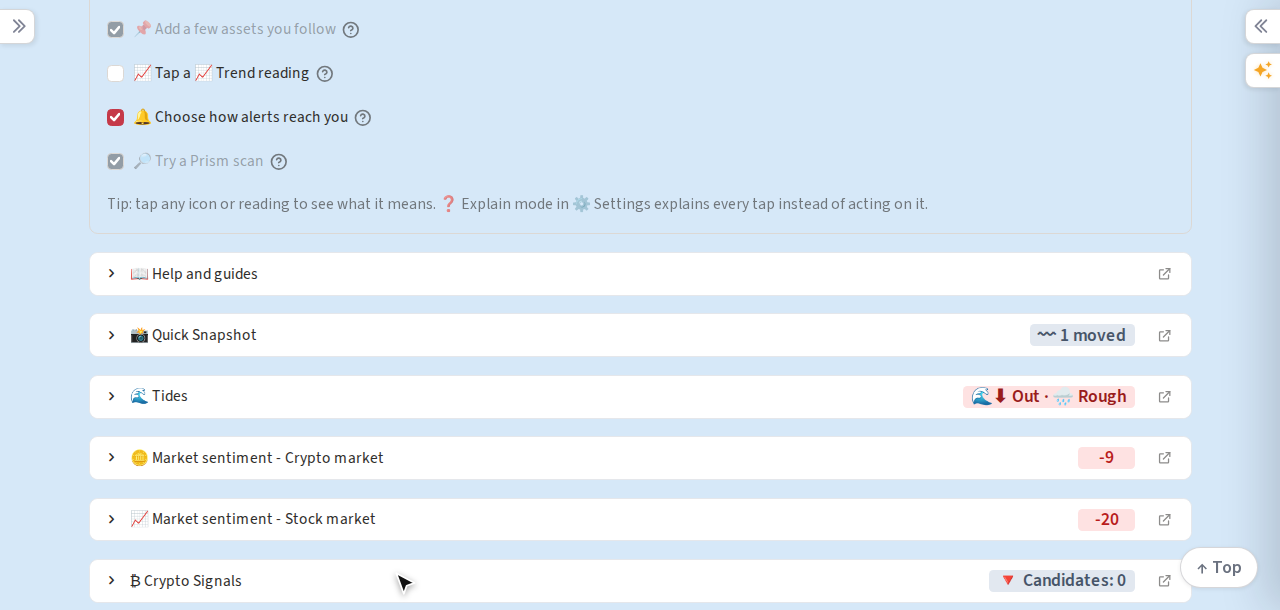 📌 Add a few assets you follow
📈 Tap a 📈 Trend reading
🔔 Choose how alerts reach you
🔎 Try a Prism scan
Tip: tap any icon or reading to see what it means. ❓ Explain mode in ⚙️ Settings explains every tap instead of acting on it.
📖 Help and guides
📸 Quick Snapshot 〰️ 1 moved
🌊 Tides 🌊⬇ Out · 🌧️ Rough
🪙 Market sentiment - Crypto market -9
📈 Market sentiment - Stock market -20
₿ Crypto Signals 🔻 Candidates: 0
↑ Top